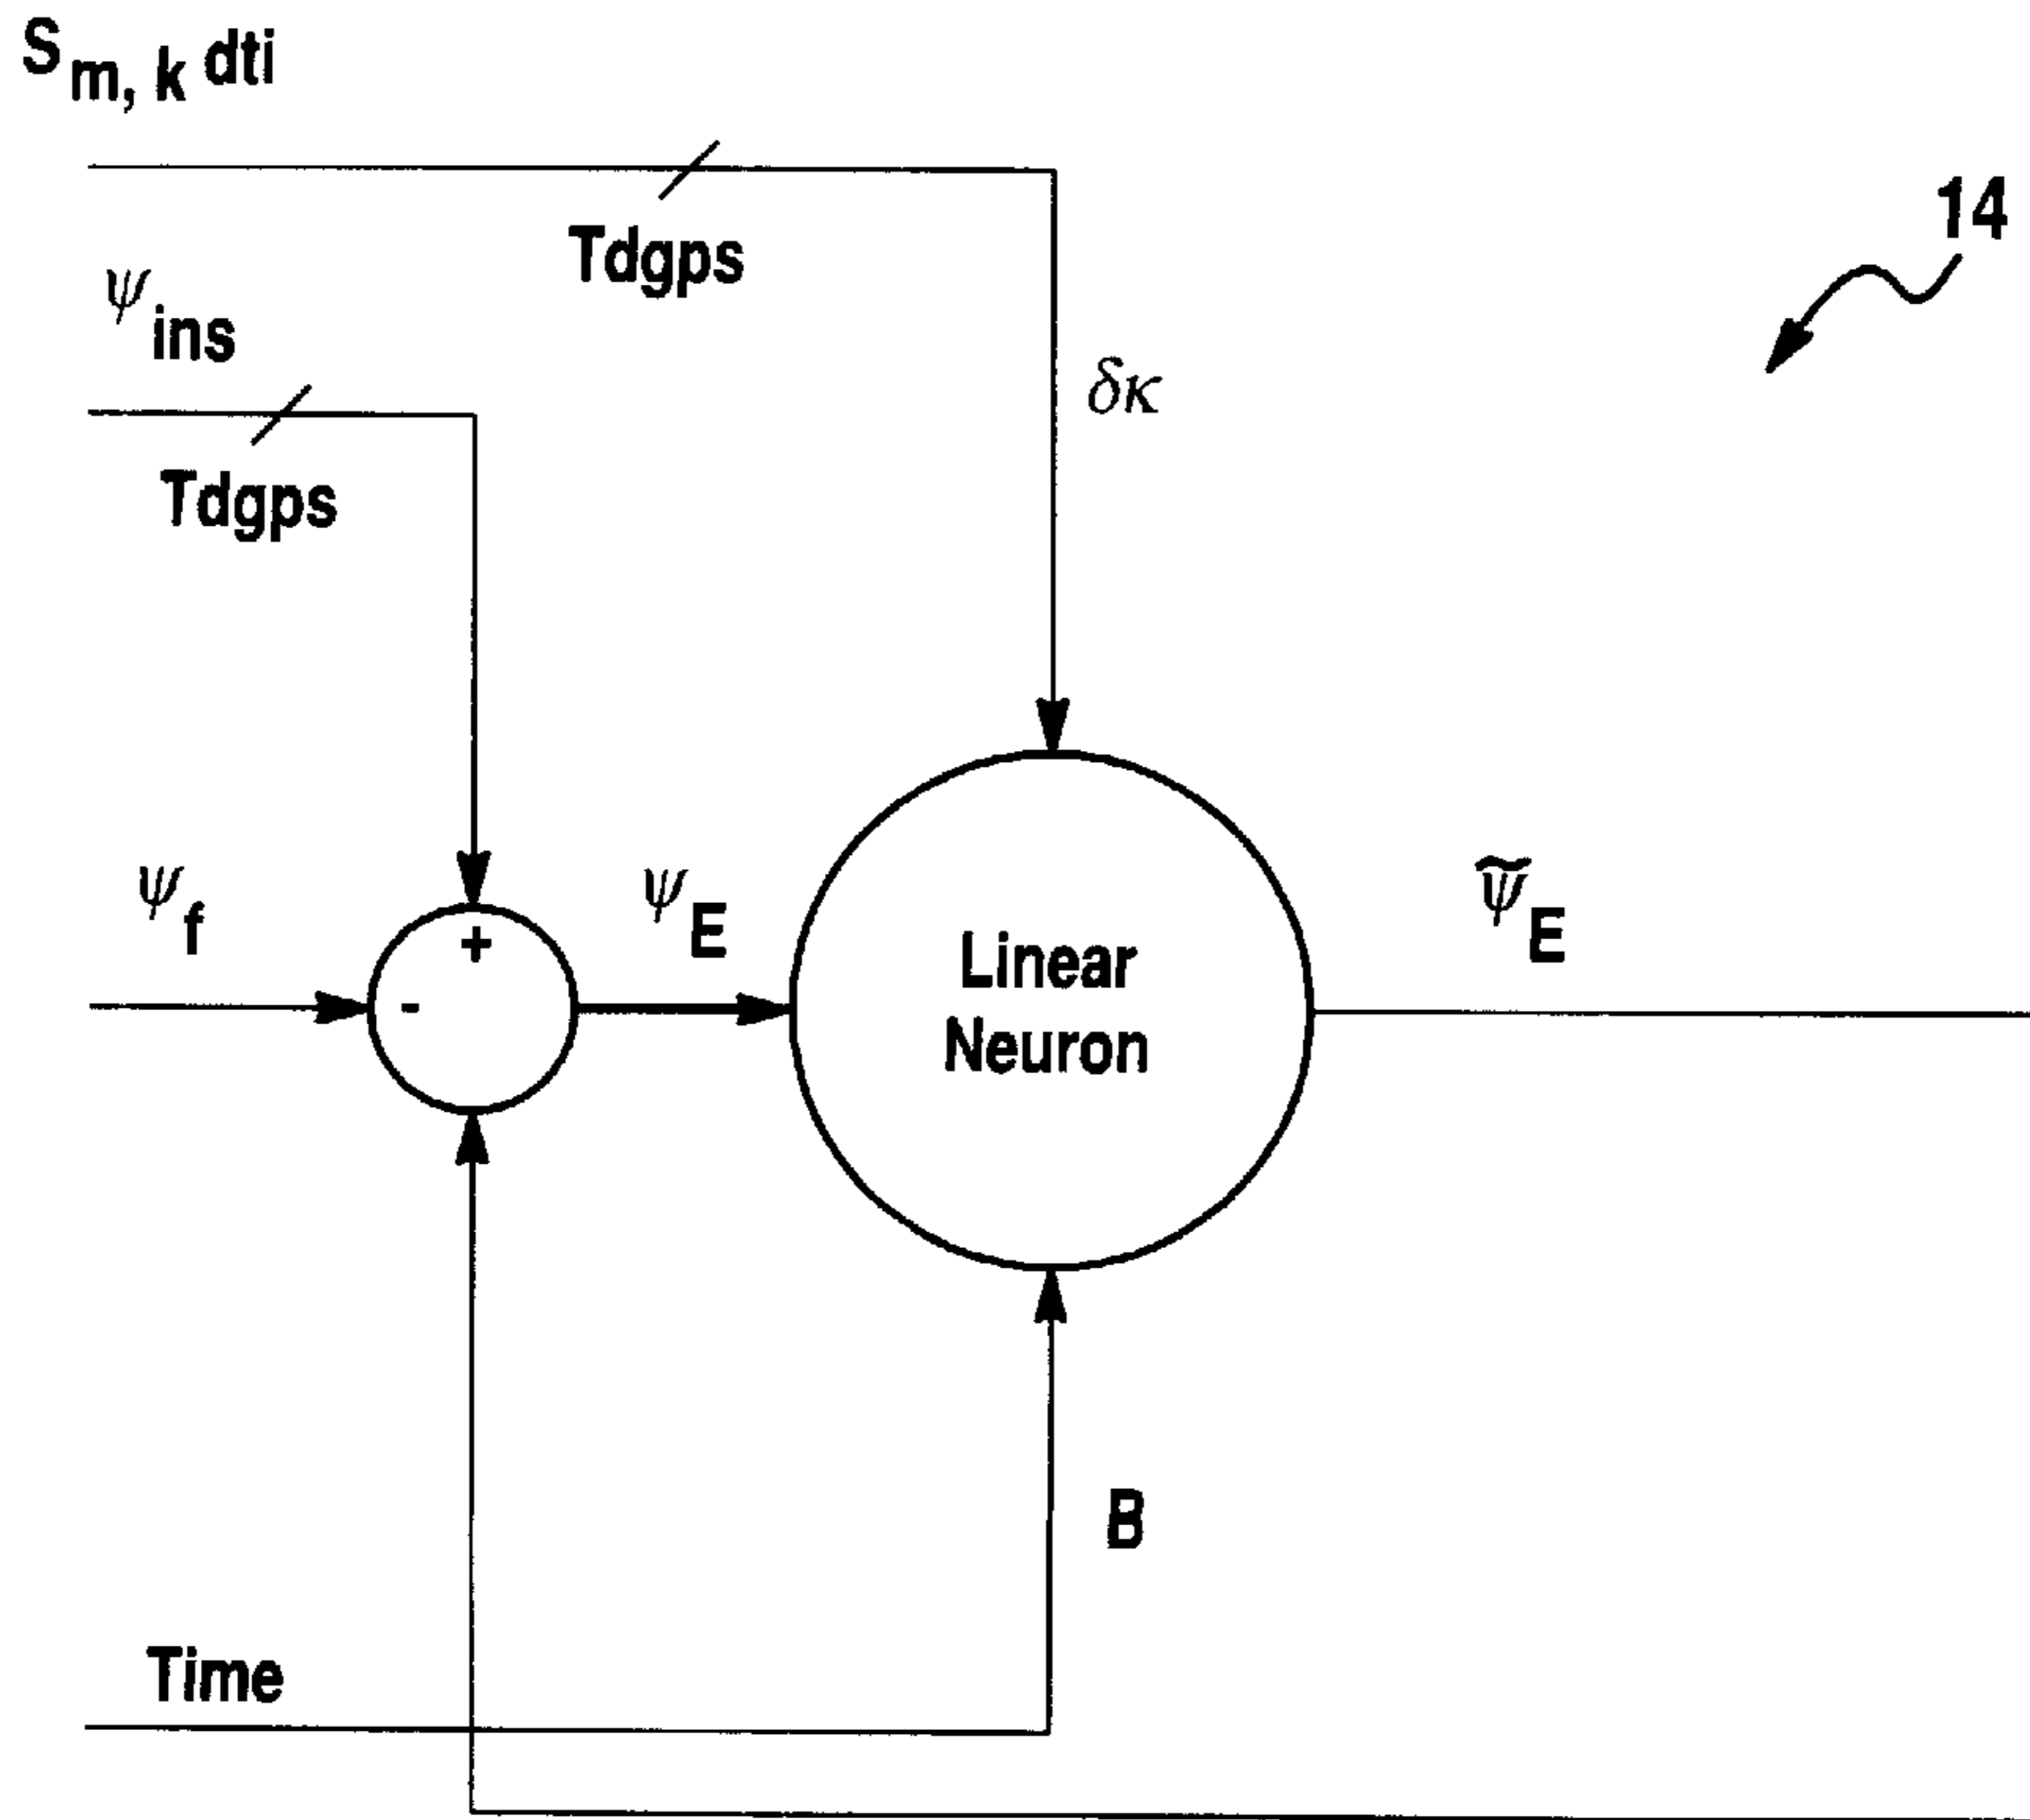 S m, k dti
Tdgps
14
ψ ins
δκ
Tdgps
ψ f
+
-
ψ E
Linear
Neuron
ψ̃ E
B
Time